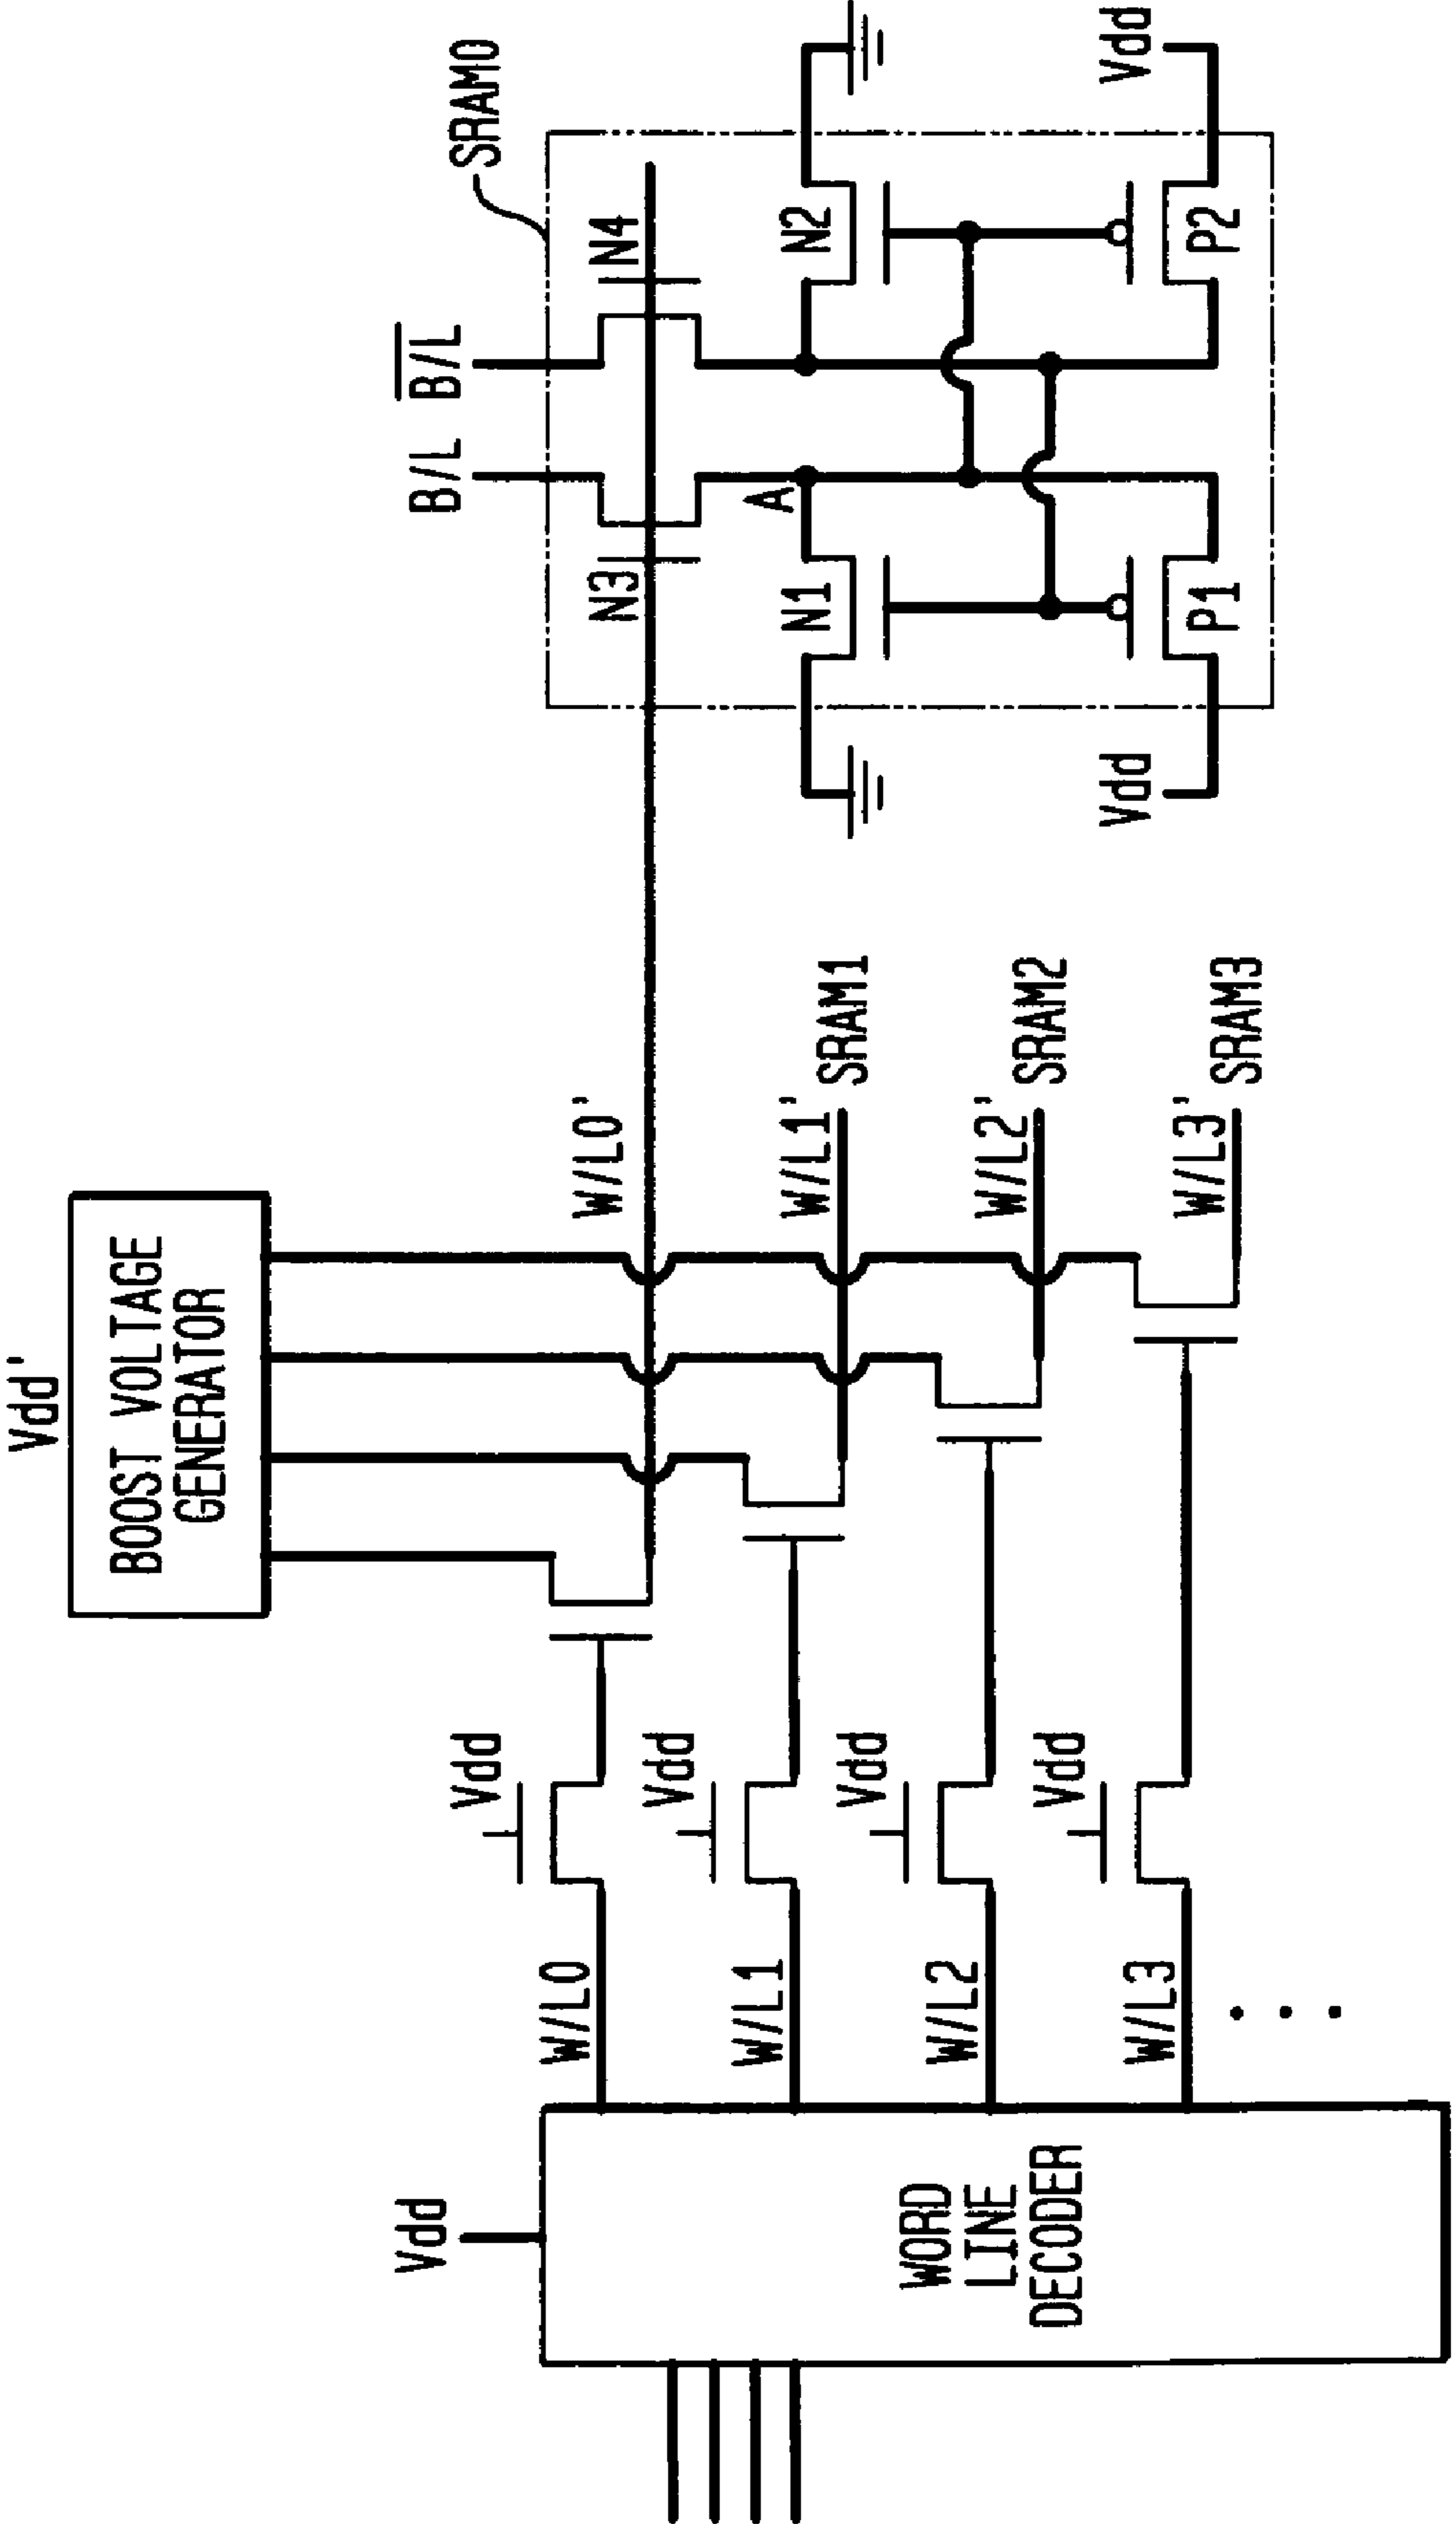 Vdd'
BOOST VOLTAGE
GENERATOR
SRAM0
B/L
B/L
N3
N4
A
N1
N2
P1
P2
Vdd
Vdd
W/L0'
W/L1'
SRAM1
W/L2'
SRAM2
W/L3'
SRAM3
Vdd
Vdd
Vdd
Vdd
W/L0
W/L1
W/L2
W/L3
...
Vdd
WORD
LINE
DECODER